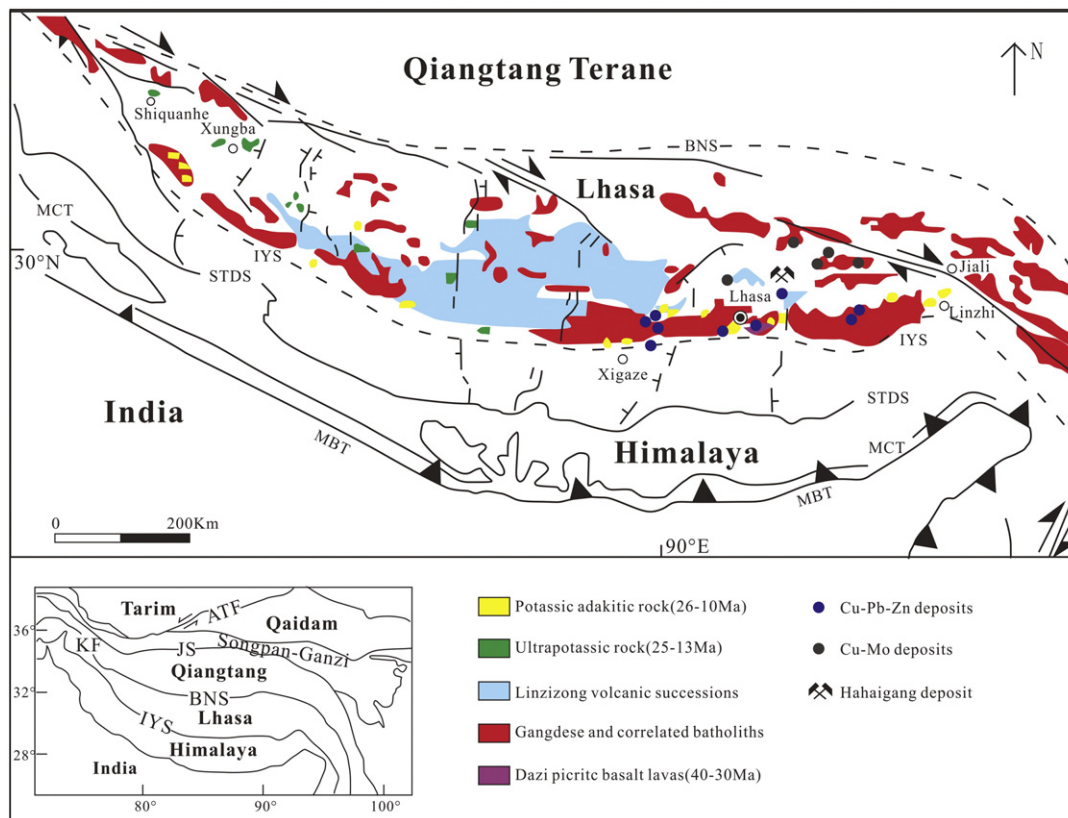 Qiangtang Terane
N
Shiquanhe
Xungba
BNS
Lhasa
MCT
30°N
IYS
STDS
Jiali
Lhasa
Linzhi
IYS
Xigaze
STDS
India
MBT
Himalaya
MCT
MBT
0
200Km
90°E
Tarim
ATF
Qaidam
36°
KF
JS
Songpan-Ganzi
Qiangtang
32°
BNS
IYS
Lhasa
28°
Himalaya
India
80°
90°
100°
Potassic adakitic rock(26-10Ma)
Ultrapotassic rock(25-13Ma)
Linzizong volcanic successions
Gangdese and correlated batholiths
Dazi picritc basalt lavas(40-30Ma)
Cu-Pb-Zn deposits
Cu-Mo deposits
Hahaigang deposit